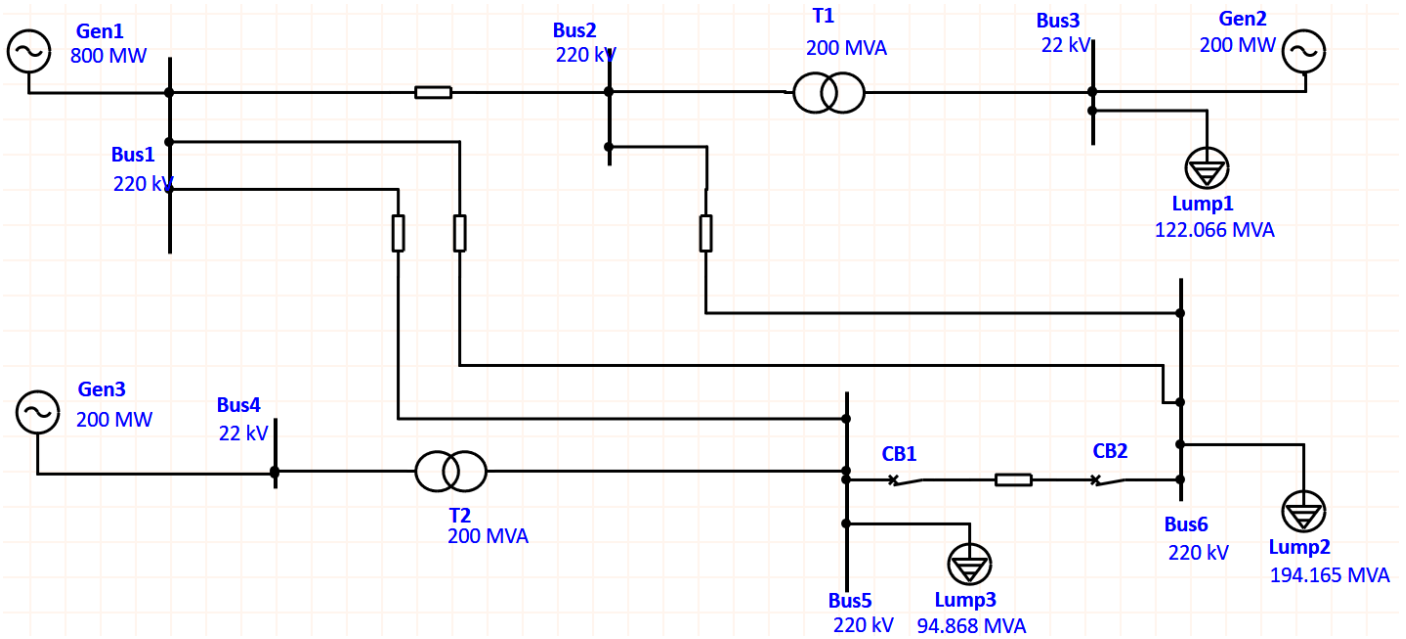 Gen1
800 MW
Bus2
220 kV
T1
200 MVA
Bus3
22 kV
Gen2
200 MW
Bus1
220 kV
Lump1
122.066 MVA
Gen3
200 MW
Bus4
22 kV
T2
200 MVA
CB1
CB2
Bus5
220 kV
Lump3
94.868 MVA
Bus6
220 kV
Lump2
194.165 MVA